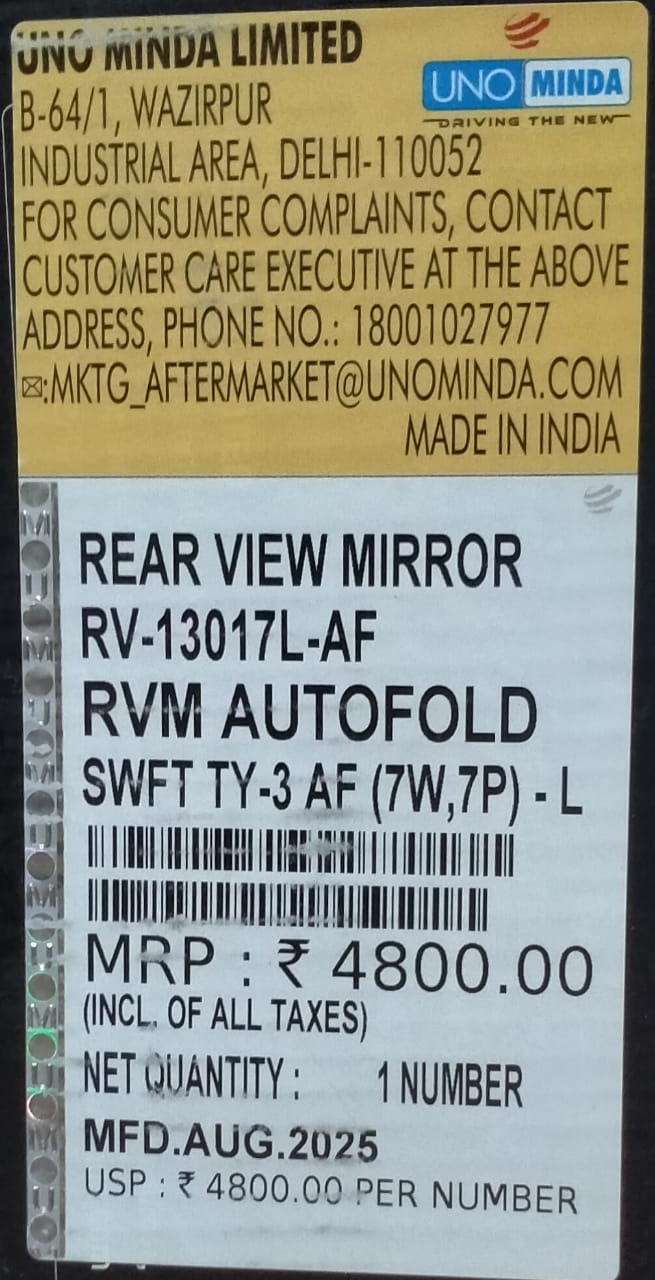 UNO MINDA LIMITED
UNO MINDA
DRIVING THE NEW
B-64/1, WAZIRPUR
INDUSTRIAL AREA, DELHI-110052
FOR CONSUMER COMPLAINTS, CONTACT
CUSTOMER CARE EXECUTIVE AT THE ABOVE
ADDRESS, PHONE NO.: 18001027977
✉:MKTG_AFTERMARKET@UNOMINDA.COM
MADE IN INDIA
REAR VIEW MIRROR
RV-13017L-AF
RVM AUTOFOLD
SWFT TY-3 AF (7W,7P) - L
MRP : ₹ 4800.00
(INCL. OF ALL TAXES)
NET QUANTITY : 1 NUMBER
MFD.AUG.2025
USP : ₹ 4800.00 PER NUMBER